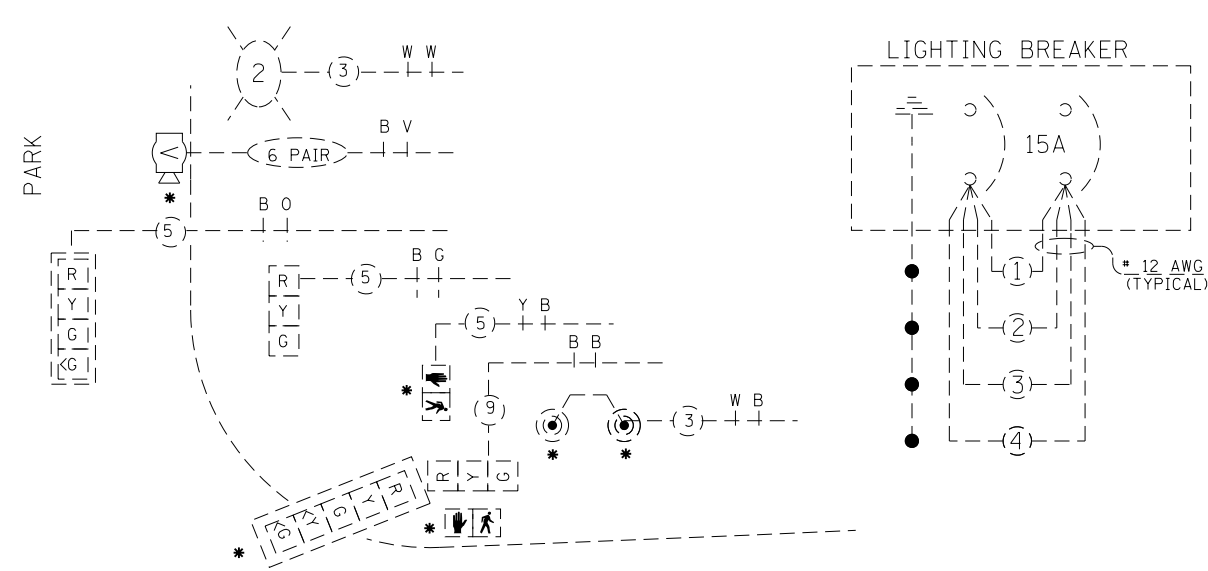 LIGHTING BREAKER
W W
2
3
B V
V
6 PAIR
15A
PARK
*
B O
5
B G
R
Y
G
<G
R
Y
G
5
1
# 12 AWG
(TYPICAL)
Y B
5
2
B B
*
3
9
W B
3
4
* *
R Y G
R Y G <Y <G
*
*